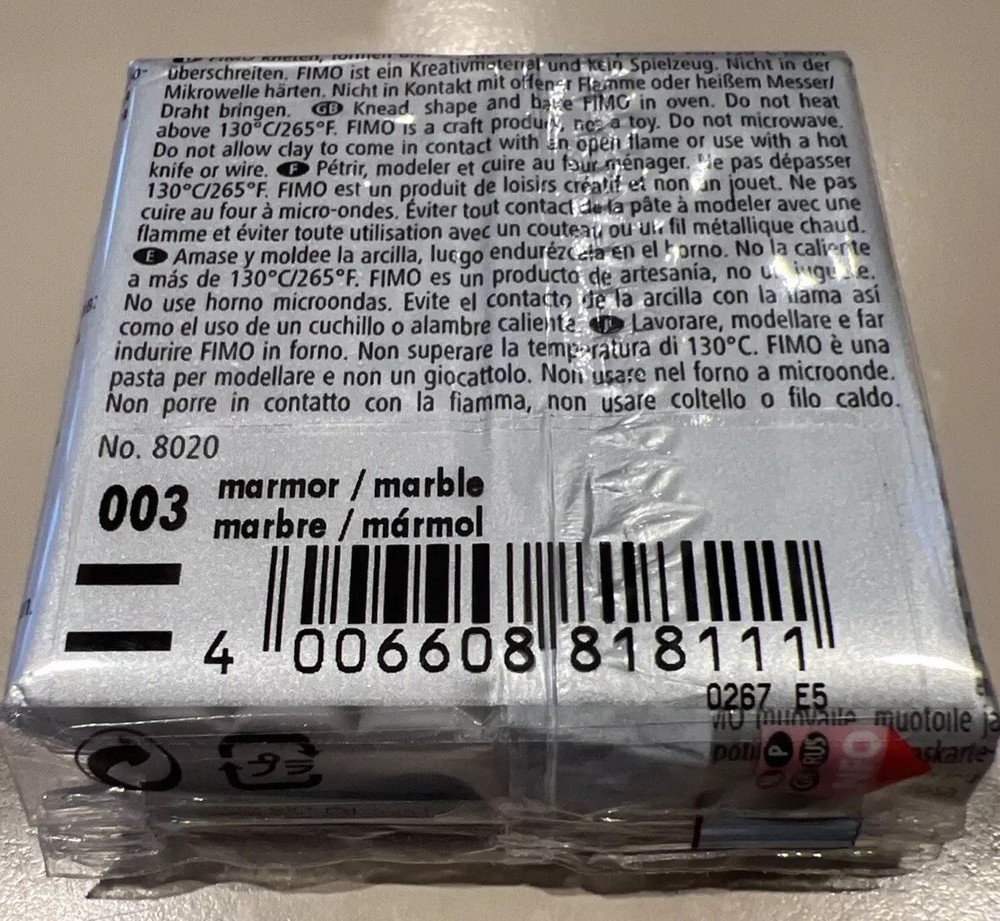 überschreiten. FIMO ist ein Kreativmaterial und kein Spielzeug. Nicht in der
Mikrowelle härten. Nicht in Kontakt mit offener Flamme oder heißem Messer/
Draht bringen. GB Knead, shape and bake FIMO in oven. Do not heat
above 130°C/265°F. FIMO is a craft product, not a toy. Do not microwave.
Do not allow clay to come in contact with an open flame or use with a hot
knife or wire. F Pétrir, modeler et cuire au four ménager. Ne pas dépasser
130°C/265°F. FIMO est un produit de loisirs créatif et non un jouet. Ne pas
cuire au four à micro-ondes. Éviter tout contact de la pâte à modeler avec une
flamme et éviter toute utilisation avec un couteau ou un fil métallique chaud.
E Amase y moldee la arcilla, luego endurézcala en el horno. No la caliente
a más de 130°C/265°F. FIMO es un producto de artesanía, no un juguete.
No use horno microondas. Evite el contacto de la arcilla con la llama así
como el uso de un cuchillo o alambre caliente. I Lavorare, modellare e far
indurire FIMO in forno. Non superare la temperatura di 130°C. FIMO è una
pasta per modellare e non un giocattolo. Non usare nel forno a microonde.
Non porre in contatto con la fiamma, non usare coltello o filo caldo.
No. 8020
003 marmor / marble
marbre / mármol
4 006608 818111
0267 E5
muovaile muotoile
P
RUS